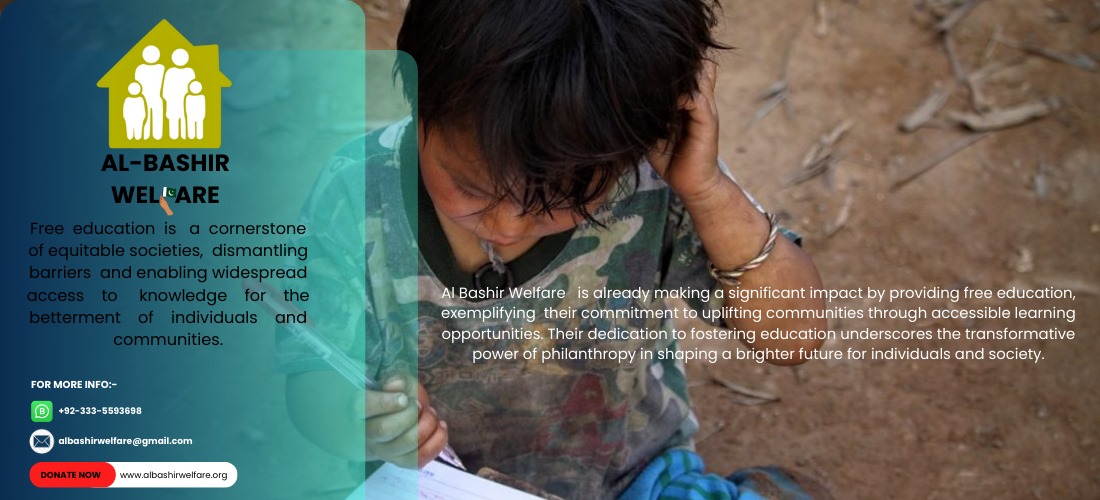 AL-BASHIR
WELFARE
Free education is a cornerstone
of equitable societies, dismantling
barriers and enabling widespread
access to knowledge for the
betterment of individuals and
communities.
FOR MORE INFO:-
+92-333-5593698
albashirwelfare@gmail.com
DONATE NOW www.albashirwelfare.org
Al Bashir Welfare is already making a significant impact by providing free education,
exemplifying their commitment to uplifting communities through accessible learning
opportunities. Their dedication to fostering education underscores the transformative
power of philanthropy in shaping a brighter future for individuals and society.